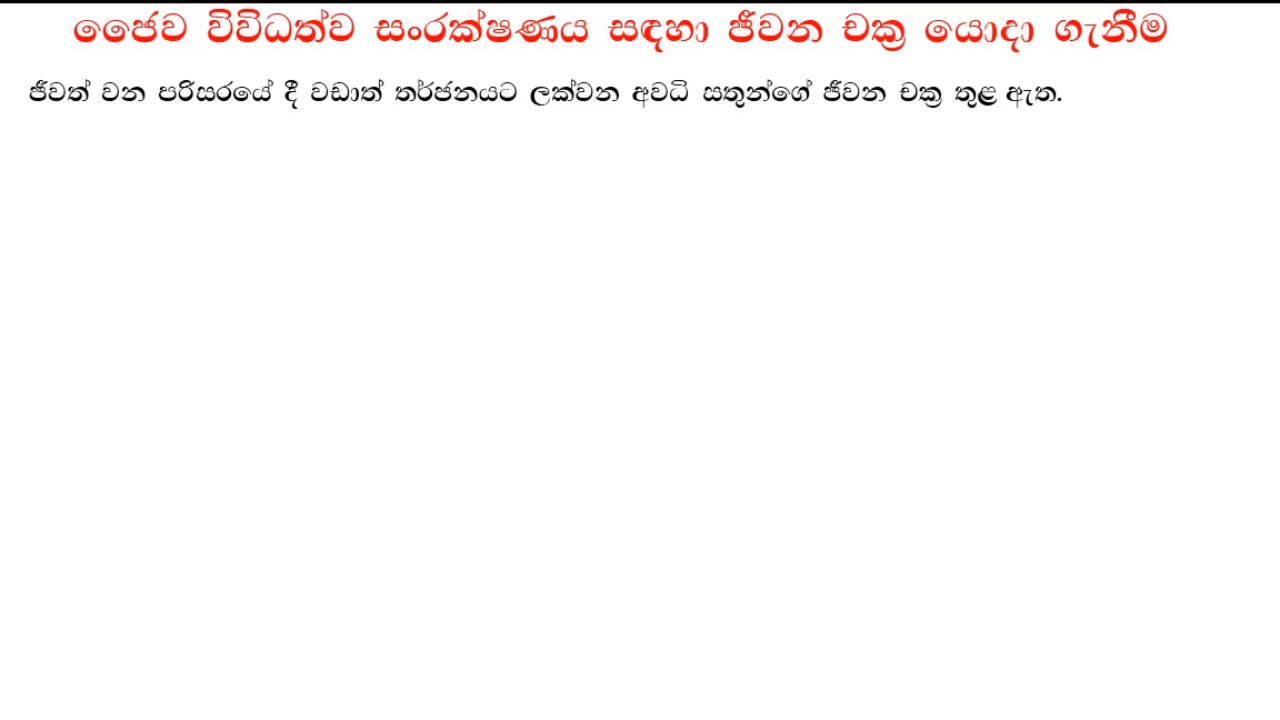 ජෛව විවිධත්ව සංරක්ෂණය සඳහා ජීවන චක්‍ර යොදා ගැනීම
ජීවත් වන පරිසරයේ දී වඩාත් තර්ජනයට ලක්වන අවධි සතුන්ගේ ජීවන චක්‍ර තුළ ඇත.